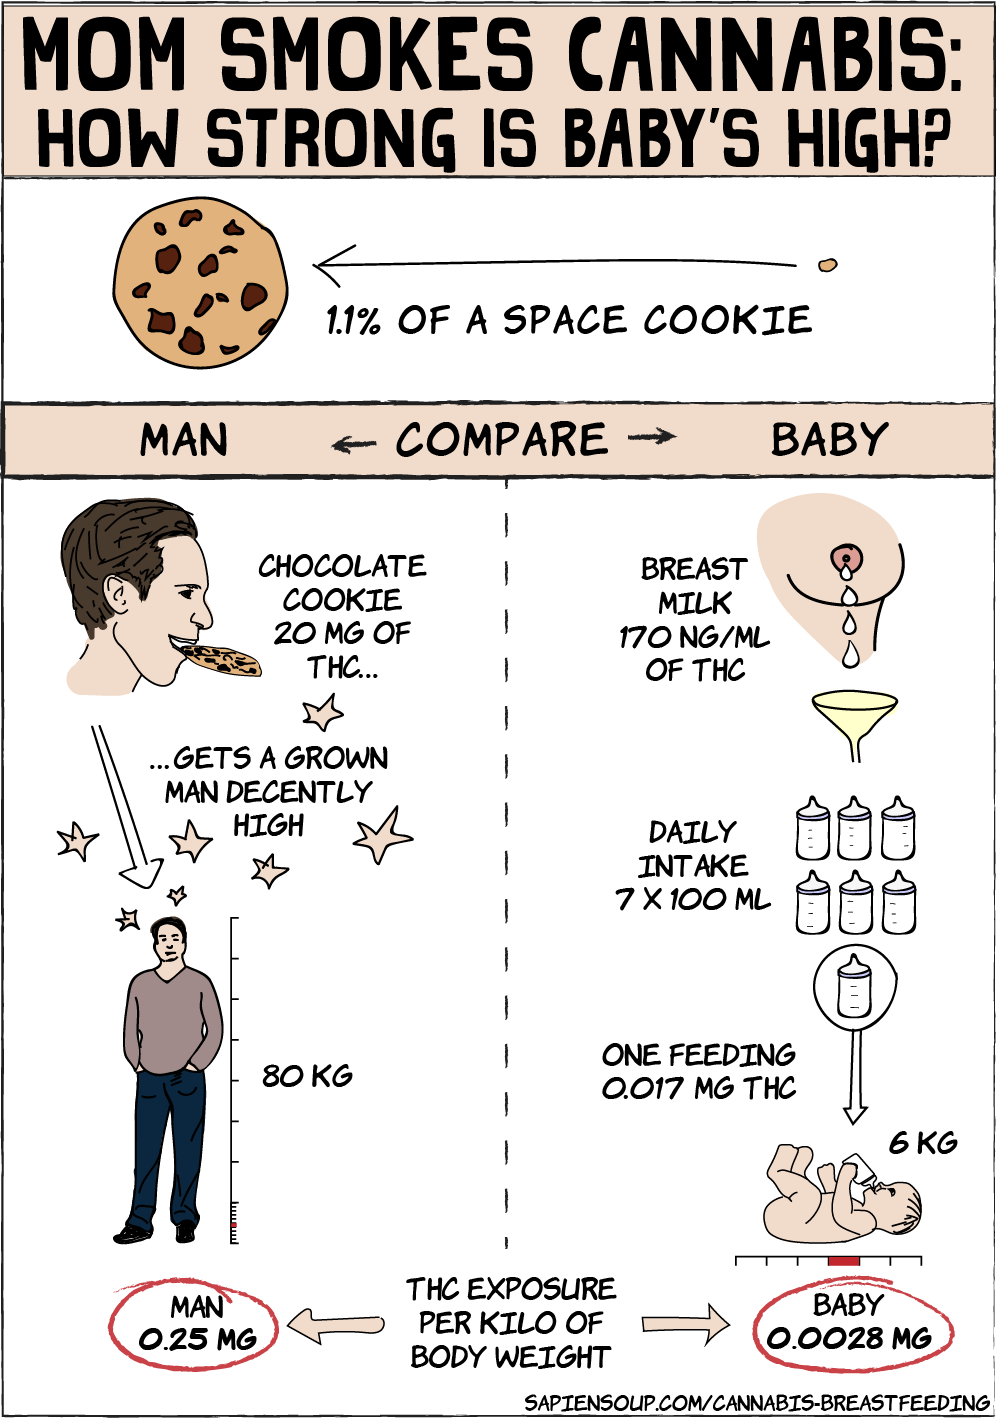 MOM SMOKES CANNABIS:
HOW STRONG IS BABY'S HIGH?
1.1% OF A SPACE COOKIE
MAN
COMPARE
BABY
CHOCOLATE
COOKIE
20 MG OF
THC...
...GETS A GROWN
MAN DECENTLY
HIGH
80 KG
BREAST
MILK
170 NG/ML
OF THC
DAILY
INTAKE
7 X 100 ML
ONE FEEDING
0.017 MG THC
6 KG
MAN
0.25 MG
THC EXPOSURE
PER KILO OF
BODY WEIGHT
BABY
0.0028 MG
SAPIENSOUP.COM/CANNABIS-BREASTFEEDING